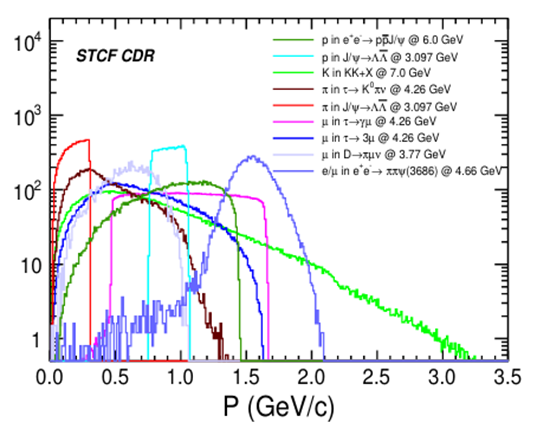 STCF CDR
p in e⁺e⁻→ pp̅J/ψ @ 6.0 GeV
p in J/ψ→ΛΛ̅ @ 3.097 GeV
K in KK+X @ 7.0 GeV
π in τ→ K⁰πν @ 4.26 GeV
π in J/ψ→ΛΛ̅ @ 3.097 GeV
μ in τ→γμ @ 4.26 GeV
μ in τ→ 3μ @ 4.26 GeV
μ in D→πμν @ 3.77 GeV
e/μ in e⁺e⁻→ ππψ(3686) @ 4.66 GeV
10⁴
10³
10²
10
1
0.0 0.5 1.0 1.5 2.0 2.5 3.0 3.5
P (GeV/c)